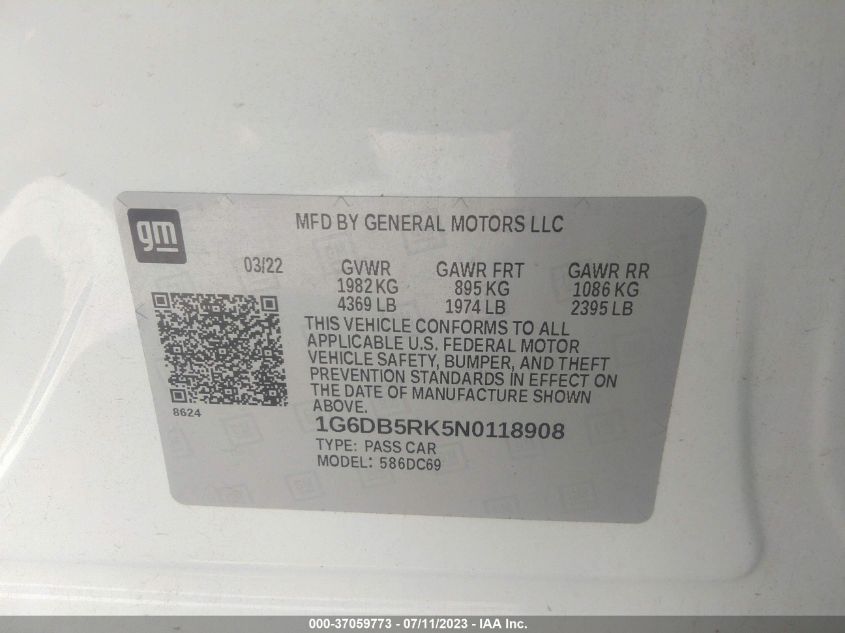 gm
MFD BY GENERAL MOTORS LLC
03/22 GVWR GAWR FRT GAWR RR
1982 KG 895 KG 1086 KG
4369 LB 1974 LB 2395 LB
THIS VEHICLE CONFORMS TO ALL
APPLICABLE U.S. FEDERAL MOTOR
VEHICLE SAFETY, BUMPER, AND THEFT
PREVENTION STANDARDS IN EFFECT ON
THE DATE OF MANUFACTURE SHOWN
ABOVE.
8624
1G6DB5RK5N0118908
TYPE: PASS CAR
MODEL: 586DC69
000-37059773 - 07/11/2023 - IAA Inc.